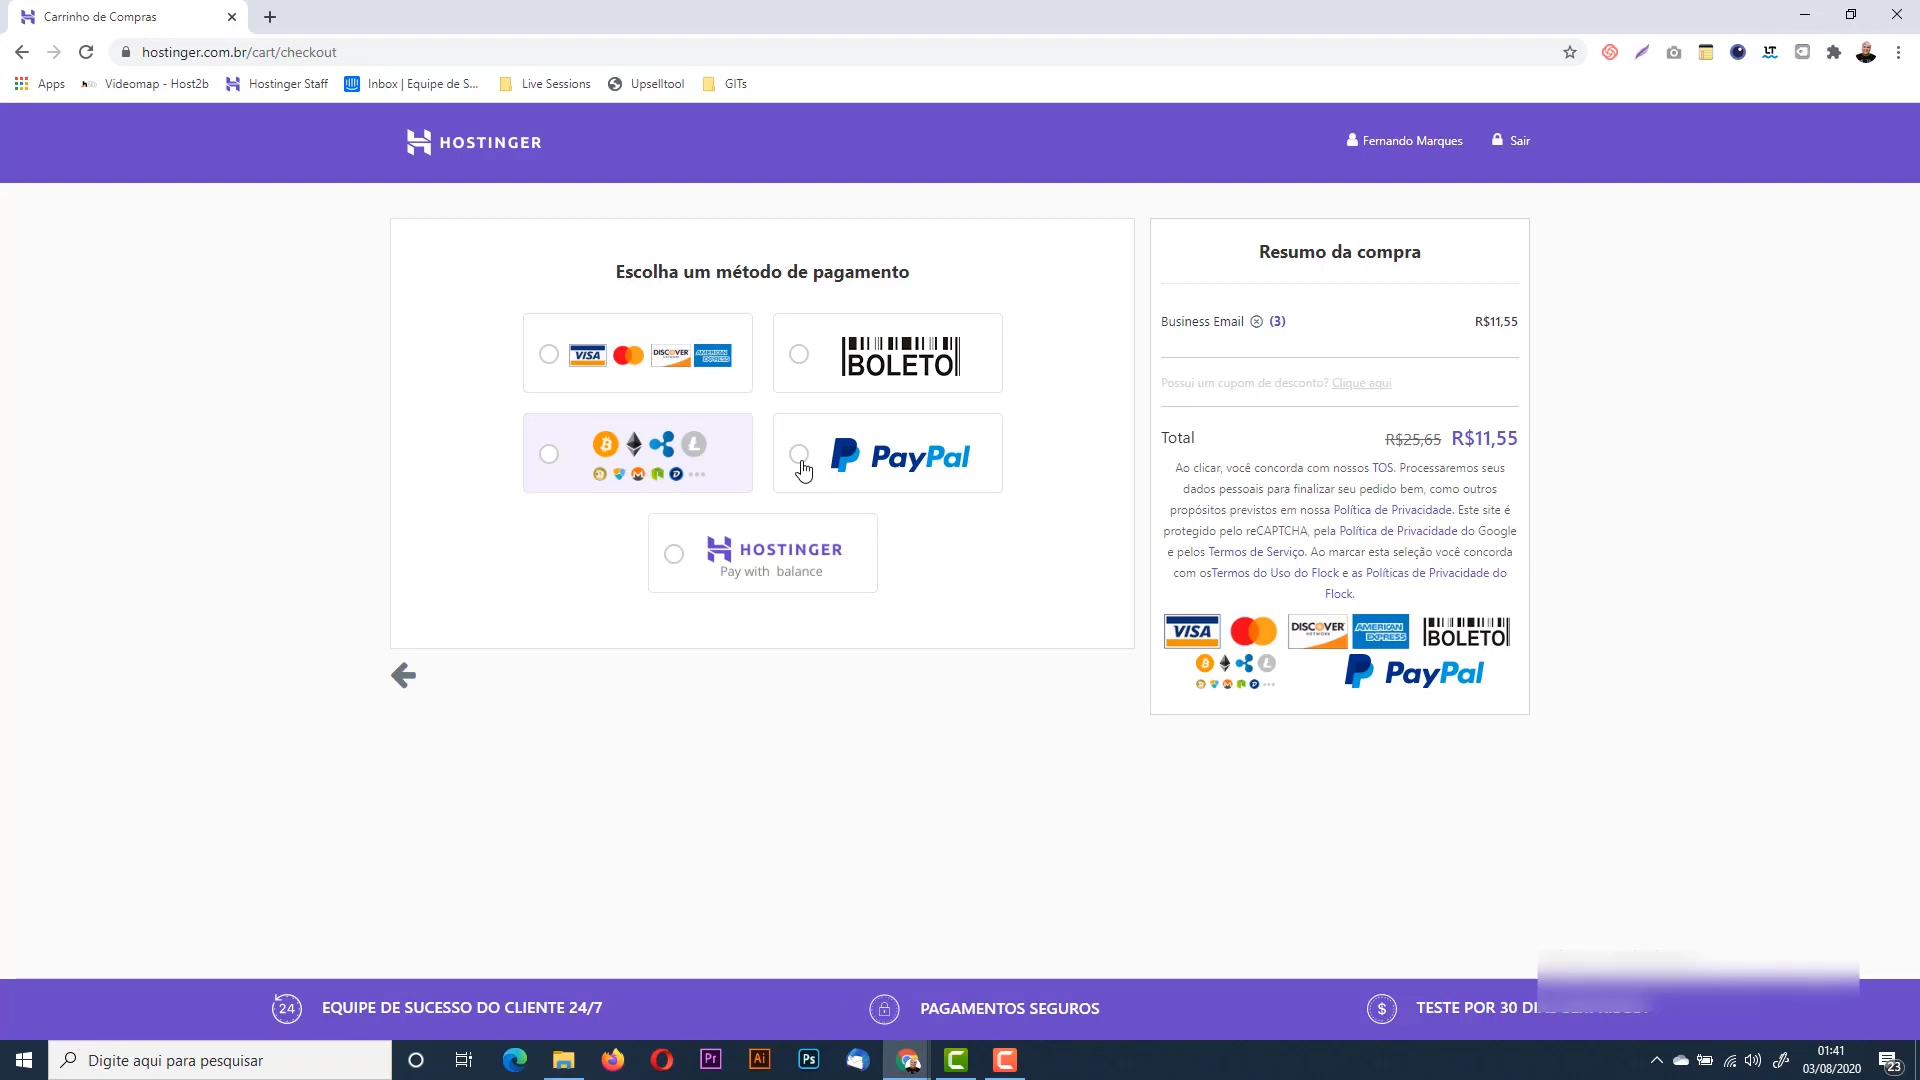 Carrinho de Compras
hostinger.com.br/cart/checkout
Apps
Videomap - Host2b
Hostinger Staff
Inbox | Equipe de S...
Live Sessions
Upselltool
GITs
HOSTINGER
Fernando Marques
Sair
Escolha um método de pagamento
VISA
DISCOVER
AMERICAN EXPRESS
BOLETO
PayPal
HOSTINGER
Pay with balance
Resumo da compra
Business Email (3)
R$11,55
Possui um cupom de desconto? Clique aqui
Total
R$25,65 R$11,55
Ao clicar, você concorda com nossos TOS. Processaremos seus
dados pessoais para finalizar seu pedido bem, como outros
propósitos previstos em nossa Política de Privacidade. Este site é
protegido pelo reCAPTCHA, pela Política de Privacidade do Google
e pelos Termos de Serviço. Ao marcar esta seleção você concorda
com osTermos do Uso do Flock e as Políticas de Privacidade do
Flock.
VISA
DISCOVER
NETWORK
AMERICAN EXPRESS
BOLETO
PayPal
24
EQUIPE DE SUCESSO DO CLIENTE 24/7
PAGAMENTOS SEGUROS
$
TESTE POR 30
Digite aqui para pesquisar
Pr
Ai
Ps
01:41
03/08/2020
23